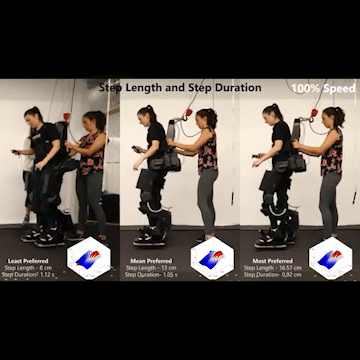 Step Length and Step Duration
100% Speed
Least Preferred
Step Length - 8 cm
Step Duration- 1.12 s
Mean Preferred
Step Length - 13 cm
Step Duration- 1.05 s
Most Preferred
Step Length - 16.57 cm
Step Duration- 0.92 cm